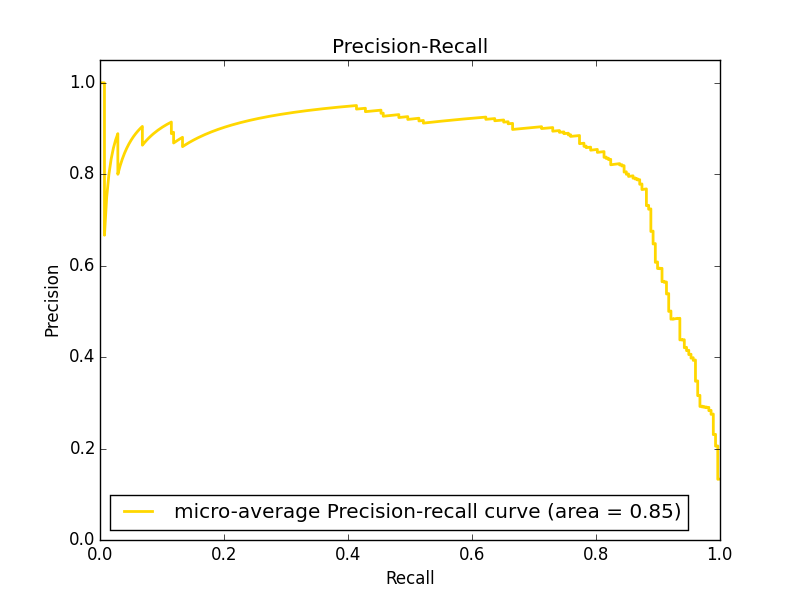 Precision-Recall
1.0
0.8
0.6
0.4
0.2
0.0
Precision
micro-average Precision-recall curve (area = 0.85)
0.0 0.2 0.4 0.6 0.8 1.0
Recall